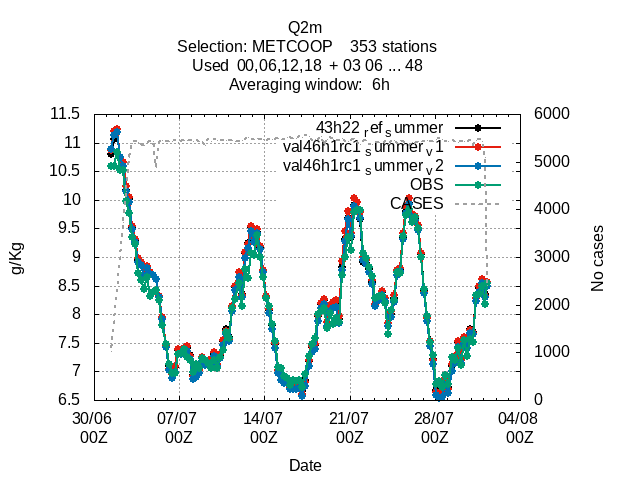 Q2m
Selection: METCOOP 353 stations
Used 00,06,12,18 + 03 06 ... 48
Averaging window: 6h
11.5
11
10.5
10
9.5
9
8.5
8
7.5
7
6.5
g/Kg
6000
5000
4000
3000
2000
1000
0
No cases
43h22refsummer
val46h1rc1summerv1
val46h1rc1summerv2
OBS
CASES
30/06 07/07 14/07 21/07 28/07 04/08
00Z 00Z 00Z 00Z 00Z 00Z
Date